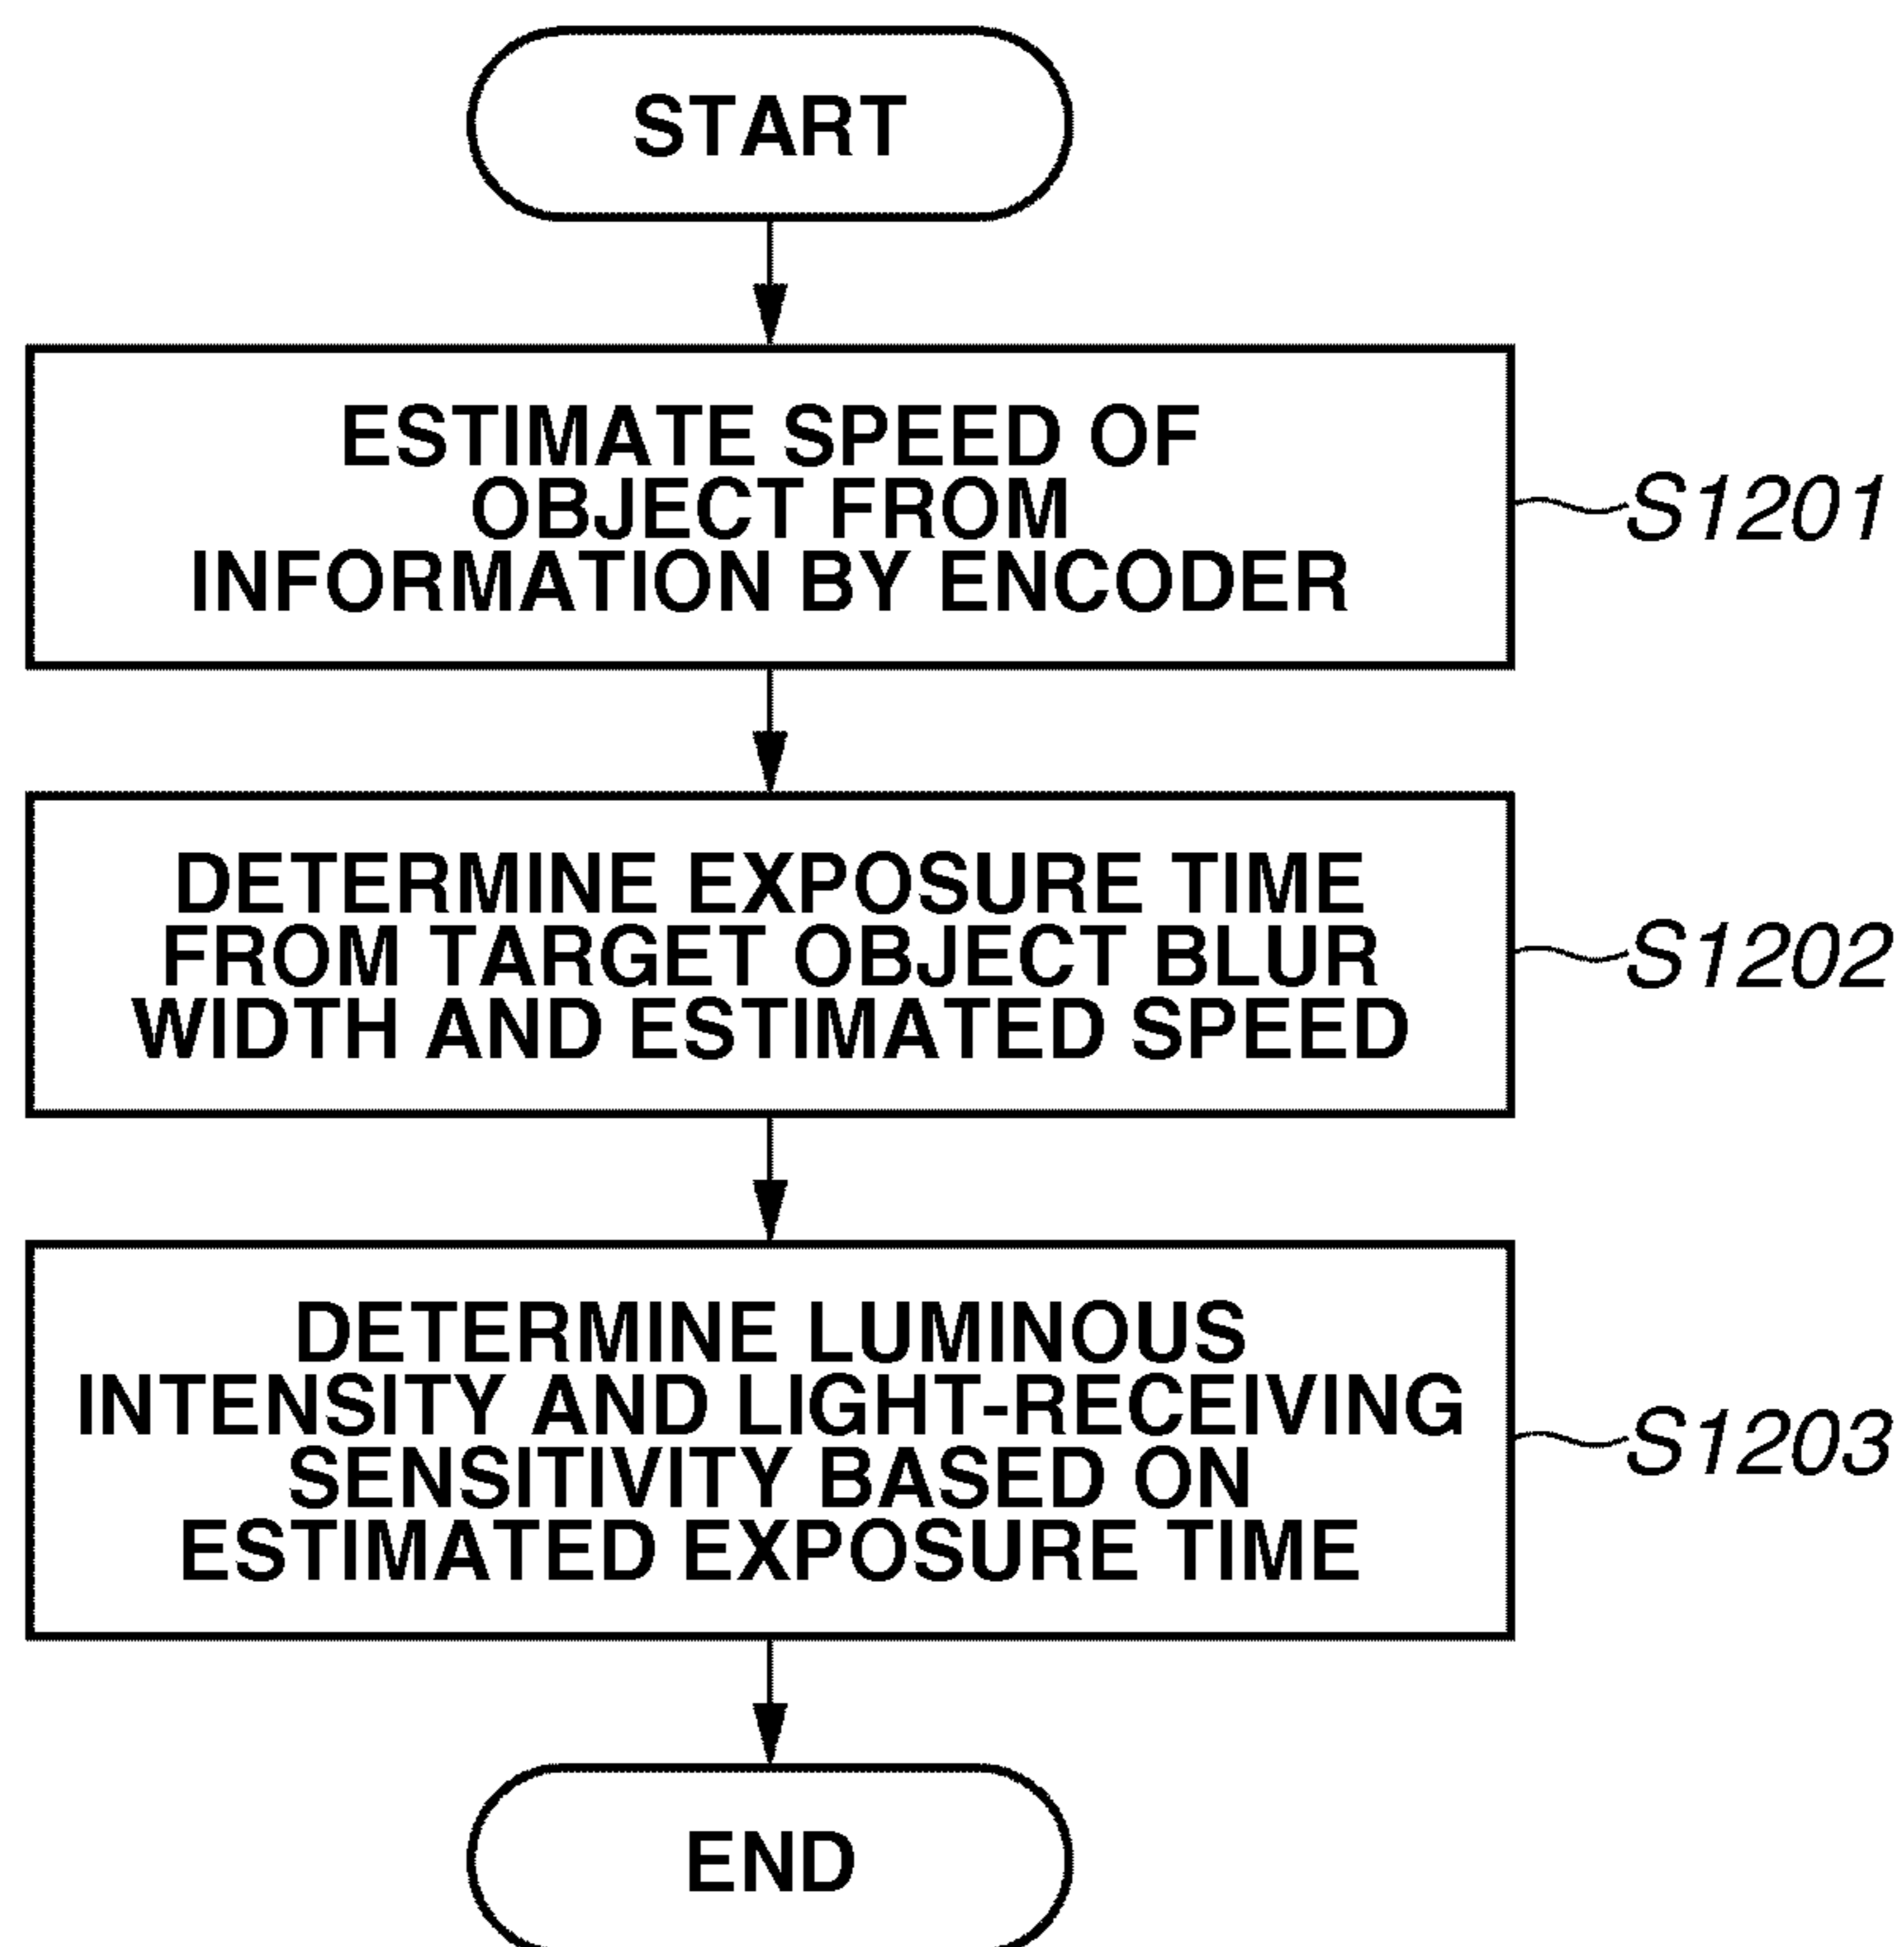 START
ESTIMATE SPEED OF
OBJECT FROM
INFORMATION BY ENCODER
S1201
DETERMINE EXPOSURE TIME
FROM TARGET OBJECT BLUR
WIDTH AND ESTIMATED SPEED
S1202
DETERMINE LUMINOUS
INTENSITY AND LIGHT-RECEIVING
SENSITIVITY BASED ON
ESTIMATED EXPOSURE TIME
S1203
END